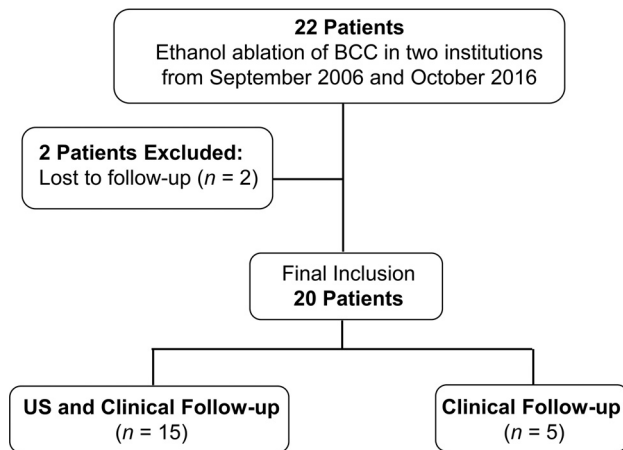 22 Patients
Ethanol ablation of BCC in two institutions
from September 2006 and October 2016
2 Patients Excluded:
Lost to follow-up (n = 2)
Final Inclusion
20 Patients
US and Clinical Follow-up
(n = 15)
Clinical Follow-up
(n = 5)